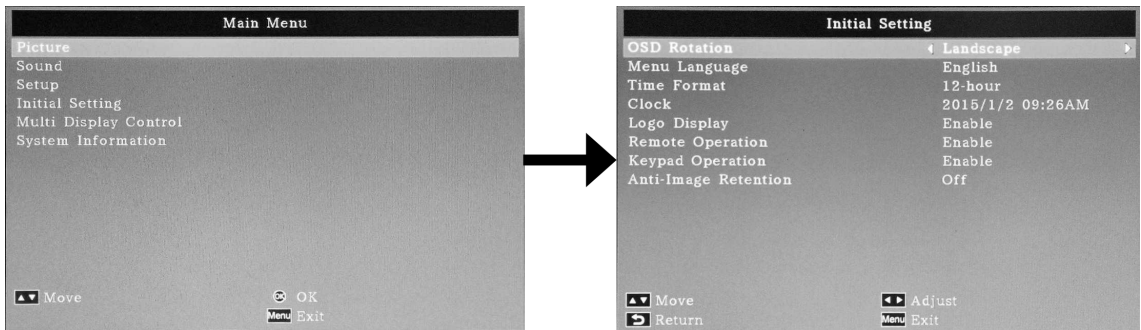 Main Menu
Picture
Sound
Setup
Initial Setting
Multi Display Control
System Information
Move
OK OK
Menu Exit
Initial Setting
OSD Rotation Landscape
Menu Language English
Time Format 12-hour
Clock 2015/1/2 09:26AM
Logo Display Enable
Remote Operation Enable
Keypad Operation Enable
Anti-Image Retention Off
Move Adjust
Return Menu Exit